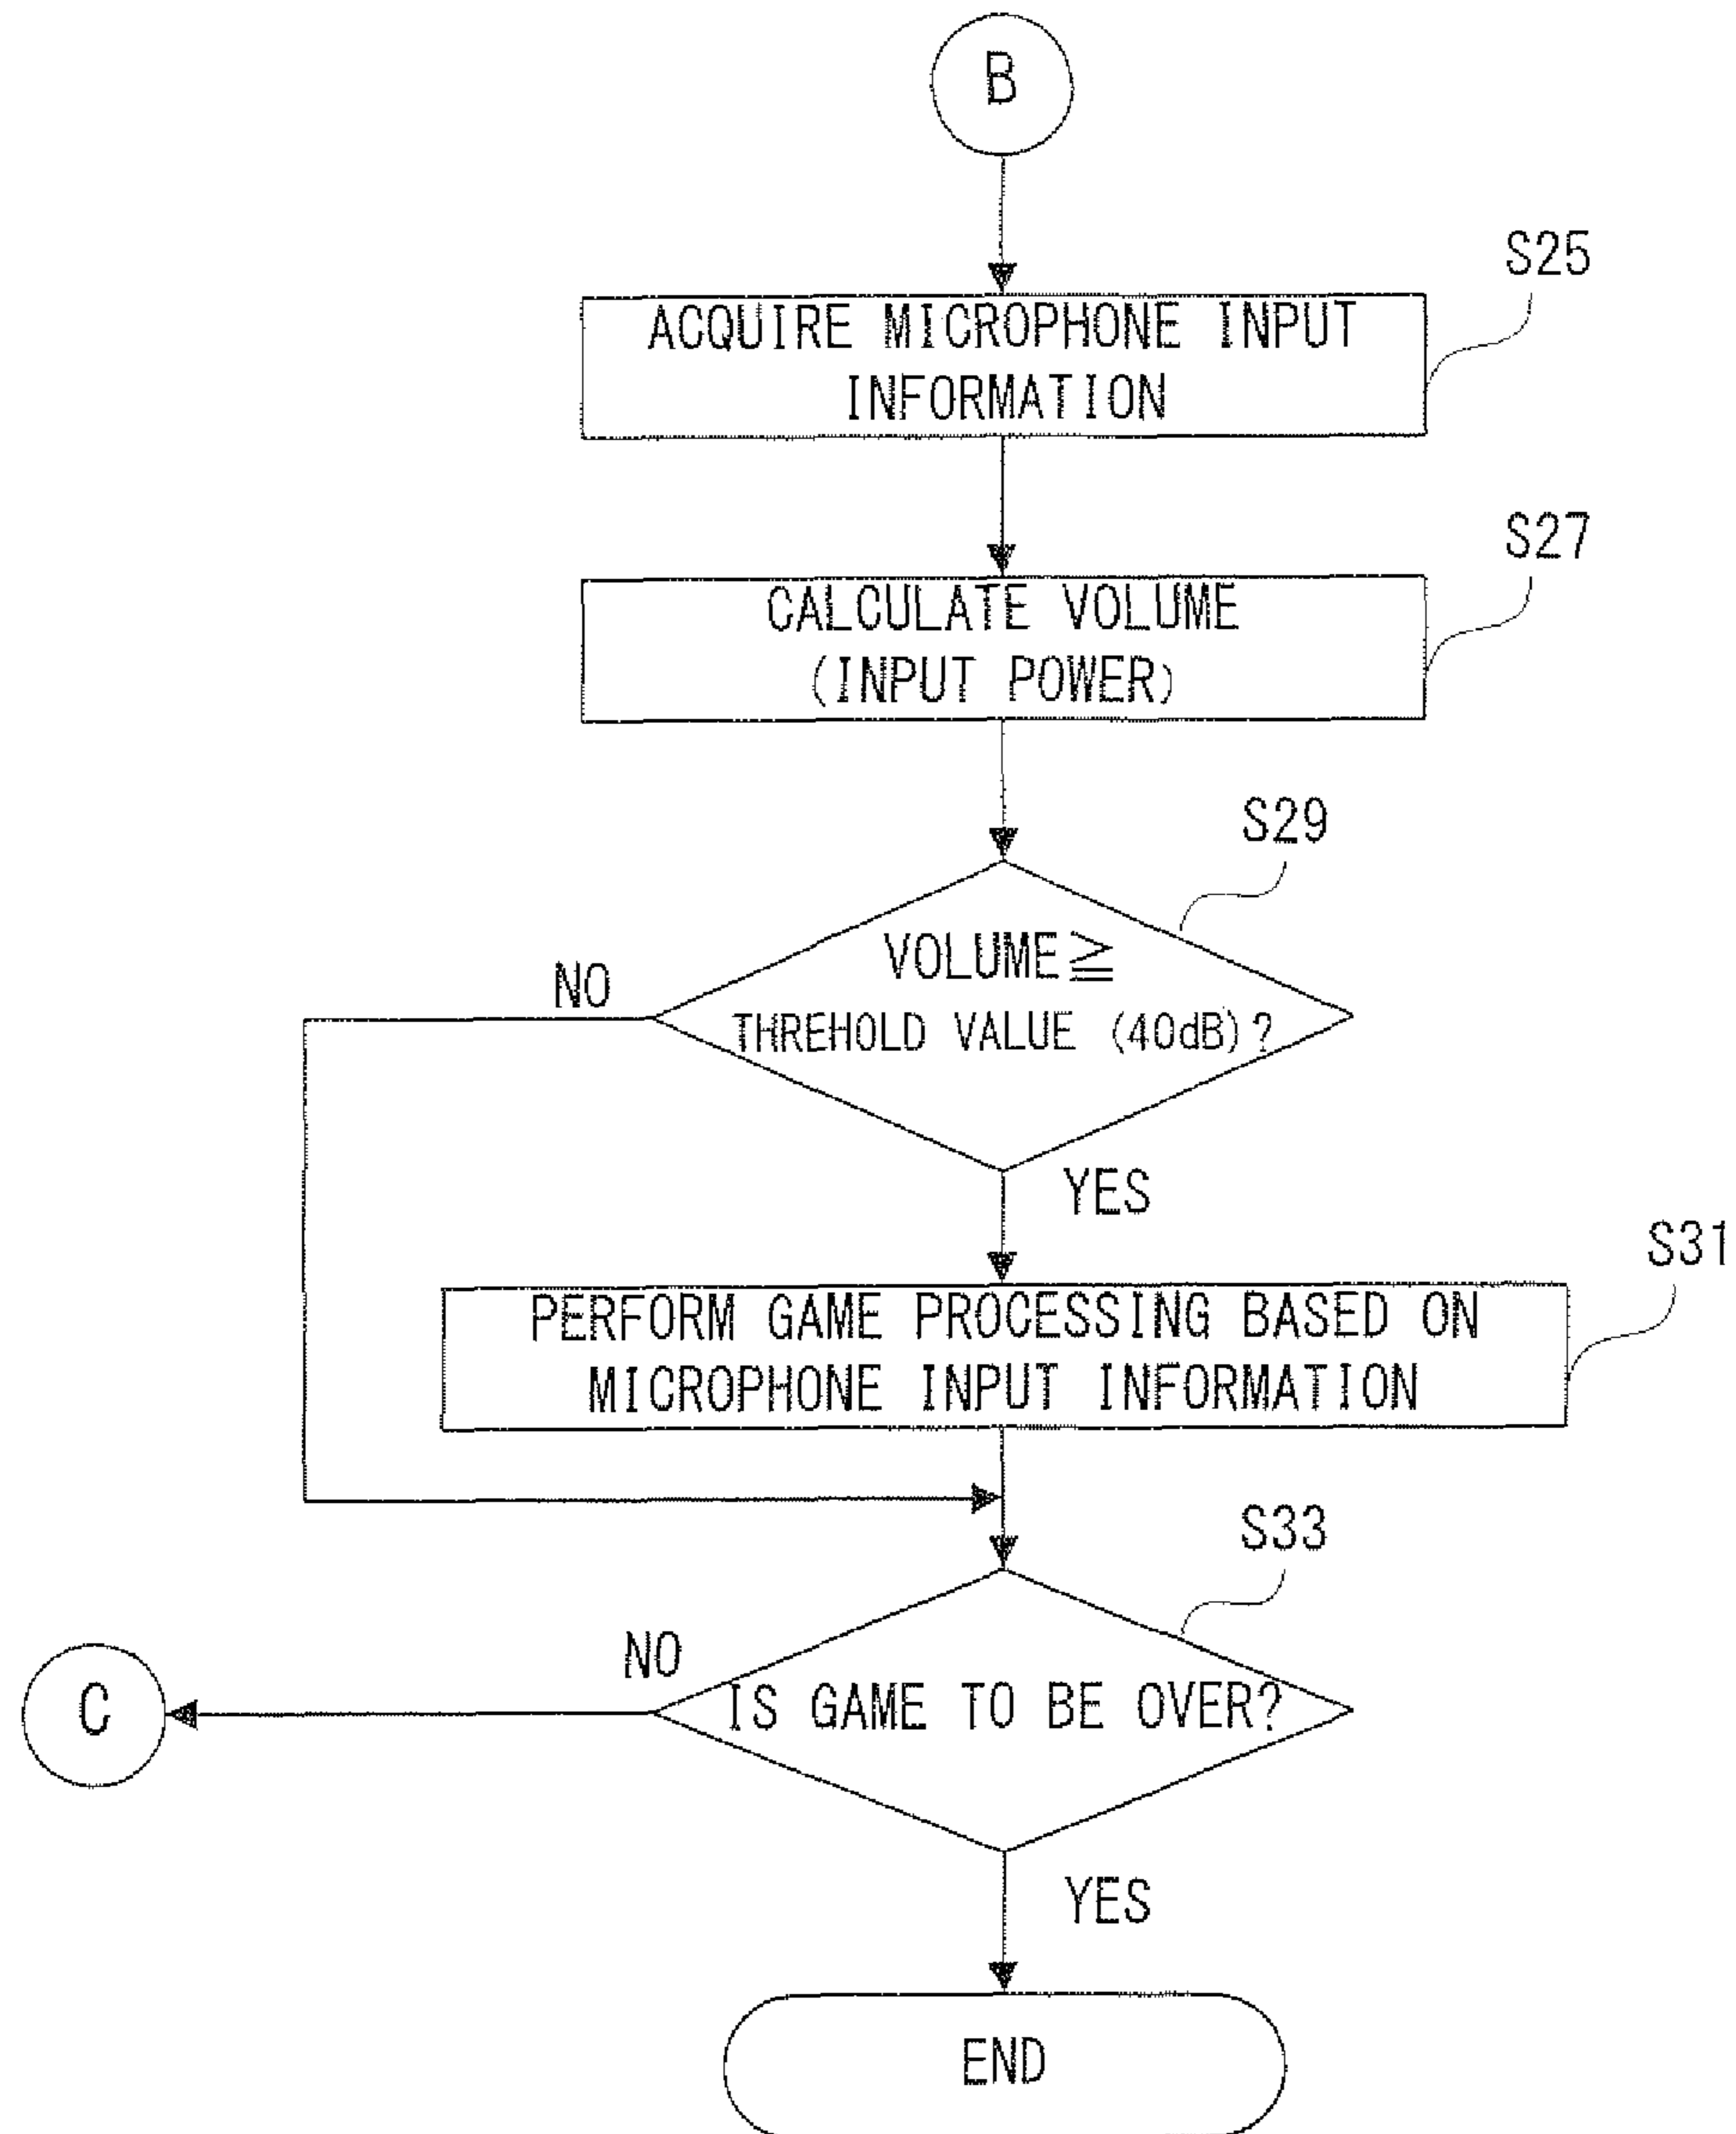 B
S25
ACQUIRE MICROPHONE INPUT
INFORMATION
S27
CALCULATE VOLUME
(INPUT POWER)
S29
VOLUME≧
THREHOLD VALUE (40dB)?
NO
YES
S31
PERFORM GAME PROCESSING BASED ON
MICROPHONE INPUT INFORMATION
S33
NO
IS GAME TO BE OVER?
C
YES
END